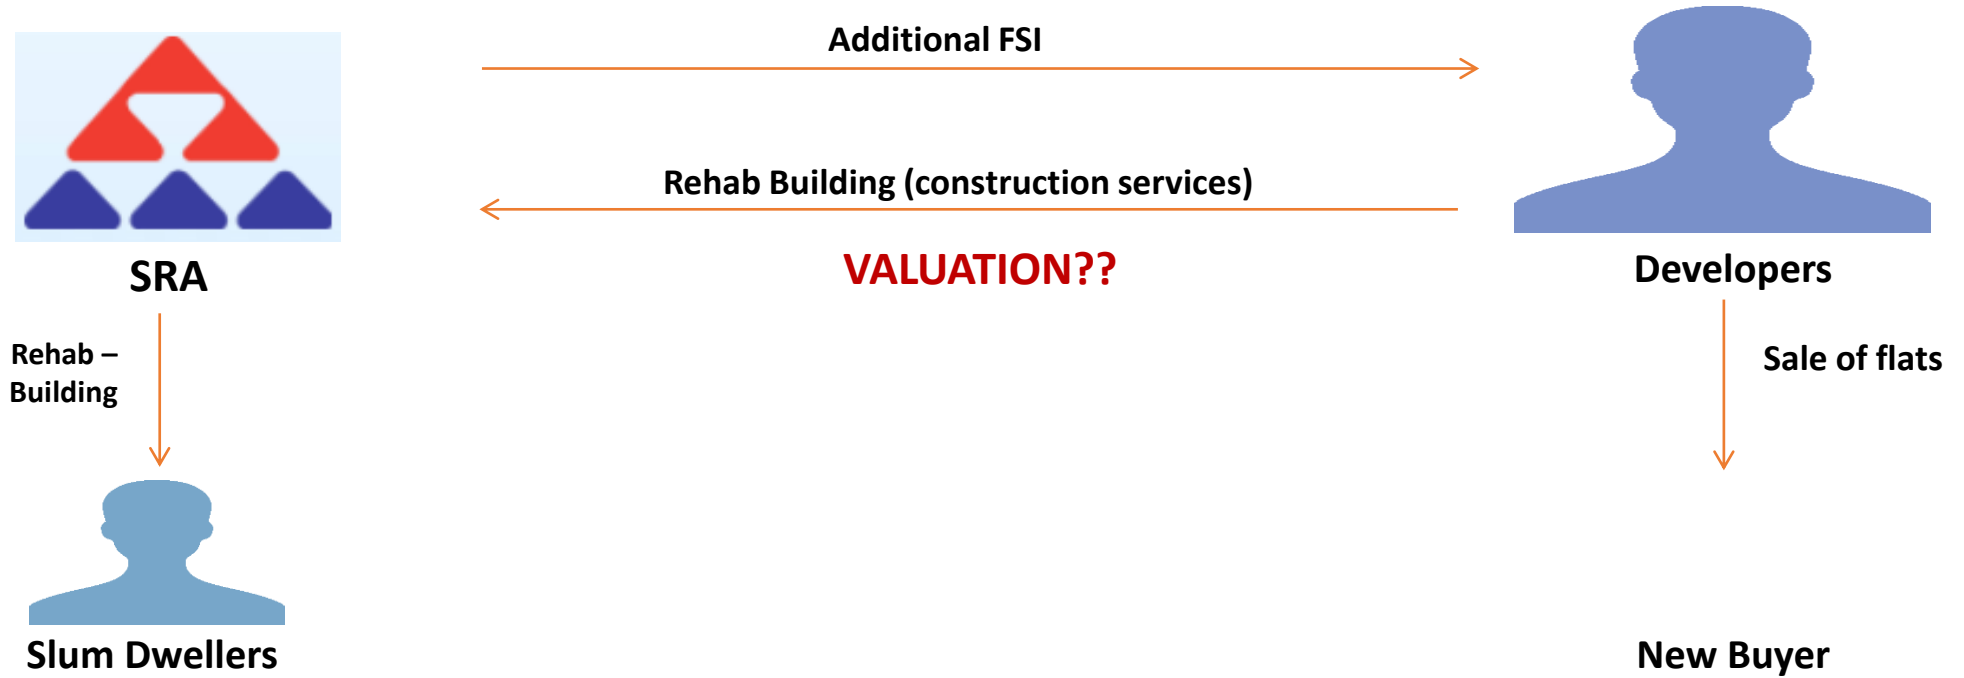 Additional FSI
Rehab Building (construction services)
VALUATION??
SRA
Developers
Rehab –
Building
Sale of flats
Slum Dwellers
New Buyer